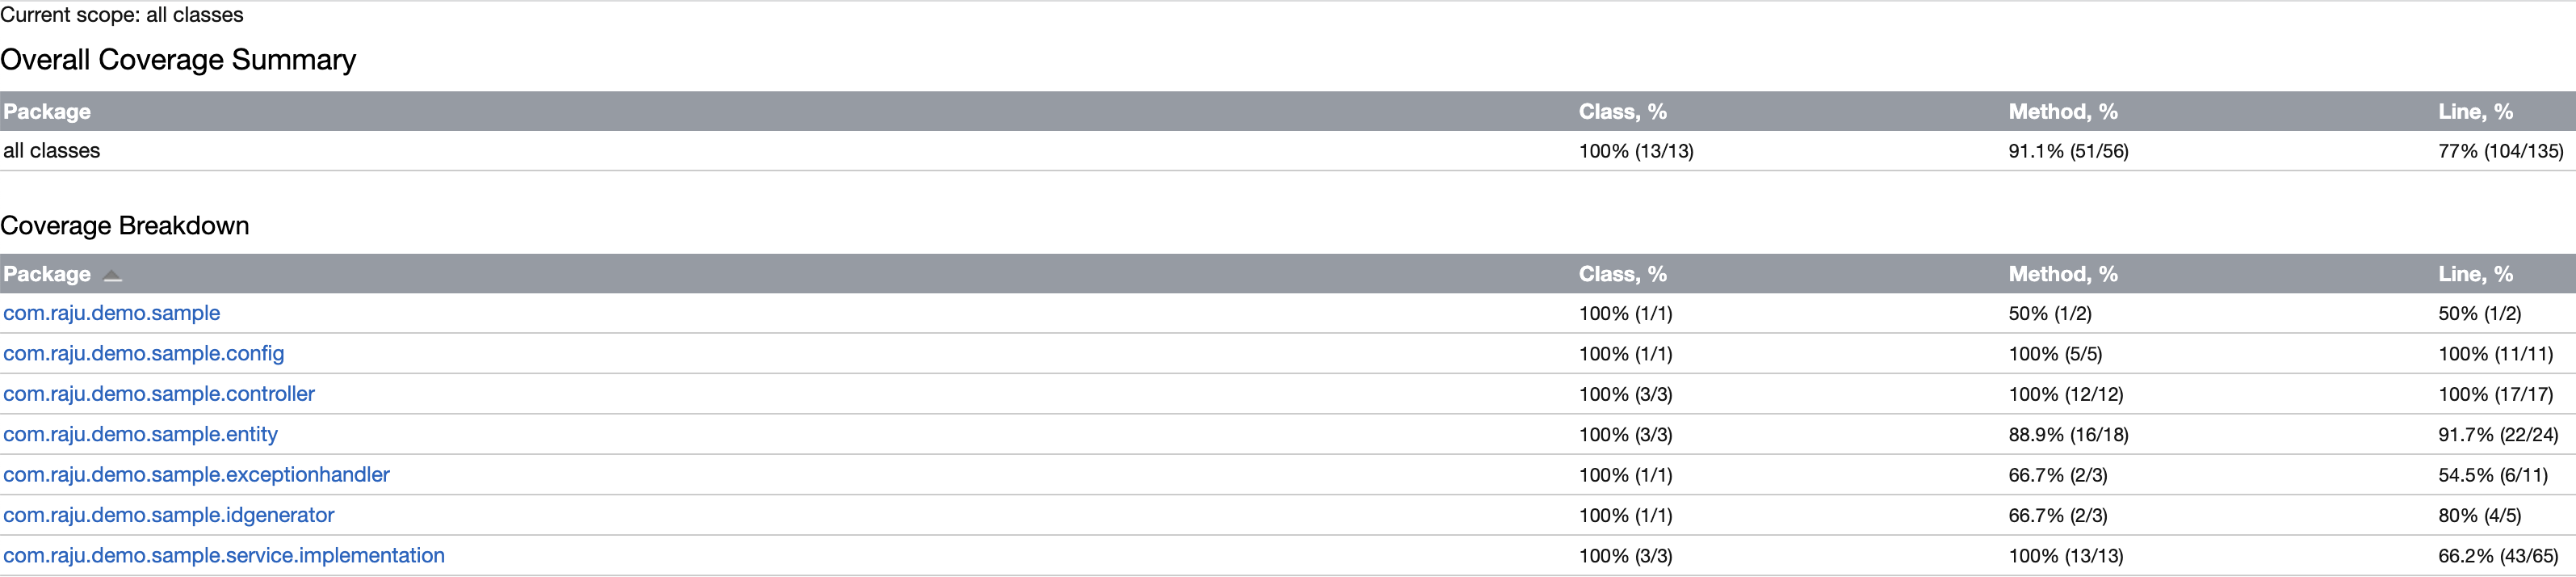 Current scope: all classes
Overall Coverage Summary
Package Class, % Method, % Line, %
all classes 100% (13/13) 91.1% (51/56) 77% (104/135)
Coverage Breakdown
Package Class, % Method, % Line, %
com.raju.demo.sample 100% (1/1) 50% (1/2) 50% (1/2)
com.raju.demo.sample.config 100% (1/1) 100% (5/5) 100% (11/11)
com.raju.demo.sample.controller 100% (3/3) 100% (12/12) 100% (17/17)
com.raju.demo.sample.entity 100% (3/3) 88.9% (16/18) 91.7% (22/24)
com.raju.demo.sample.exceptionhandler 100% (1/1) 66.7% (2/3) 54.5% (6/11)
com.raju.demo.sample.idgenerator 100% (1/1) 66.7% (2/3) 80% (4/5)
com.raju.demo.sample.service.implementation 100% (3/3) 100% (13/13) 66.2% (43/65)